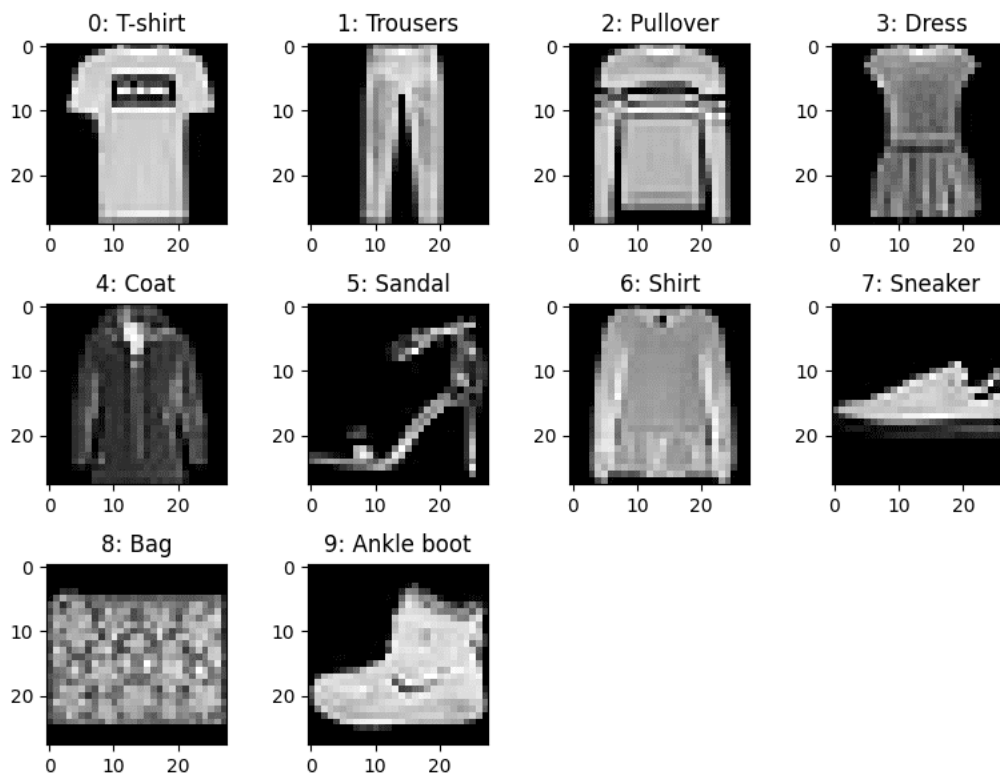 0: T-shirt 1: Trousers 2: Pullover 3: Dress
0 0 0 0
10 10 10 10
20 20 20 20
0 10 20 0 10 20 0 10 20 0 10 20
4: Coat 5: Sandal 6: Shirt 7: Sneaker
0 0 0 0
10 10 10 10
20 20 20 20
0 10 20 0 10 20 0 10 20 0 10 20
8: Bag 9: Ankle boot
0 0
10 10
20 20
0 10 20 0 10 20